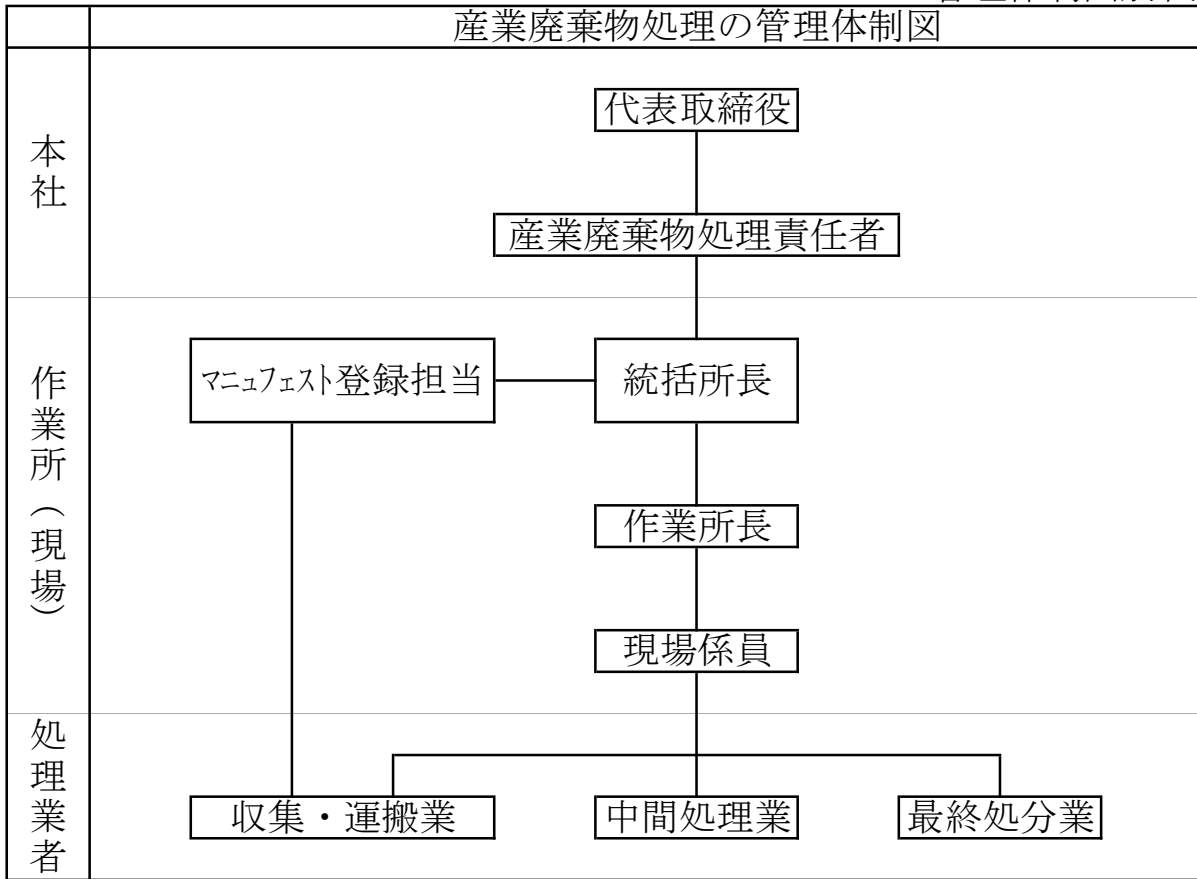 産業廃棄物処理の管理体制図
本社
代表取締役
産業廃棄物処理責任者
作業所(現場)
マニュフェスト登録担当
統括所長
作業所長
現場係員
処理業者
収集・運搬業
中間処理業
最終処分業